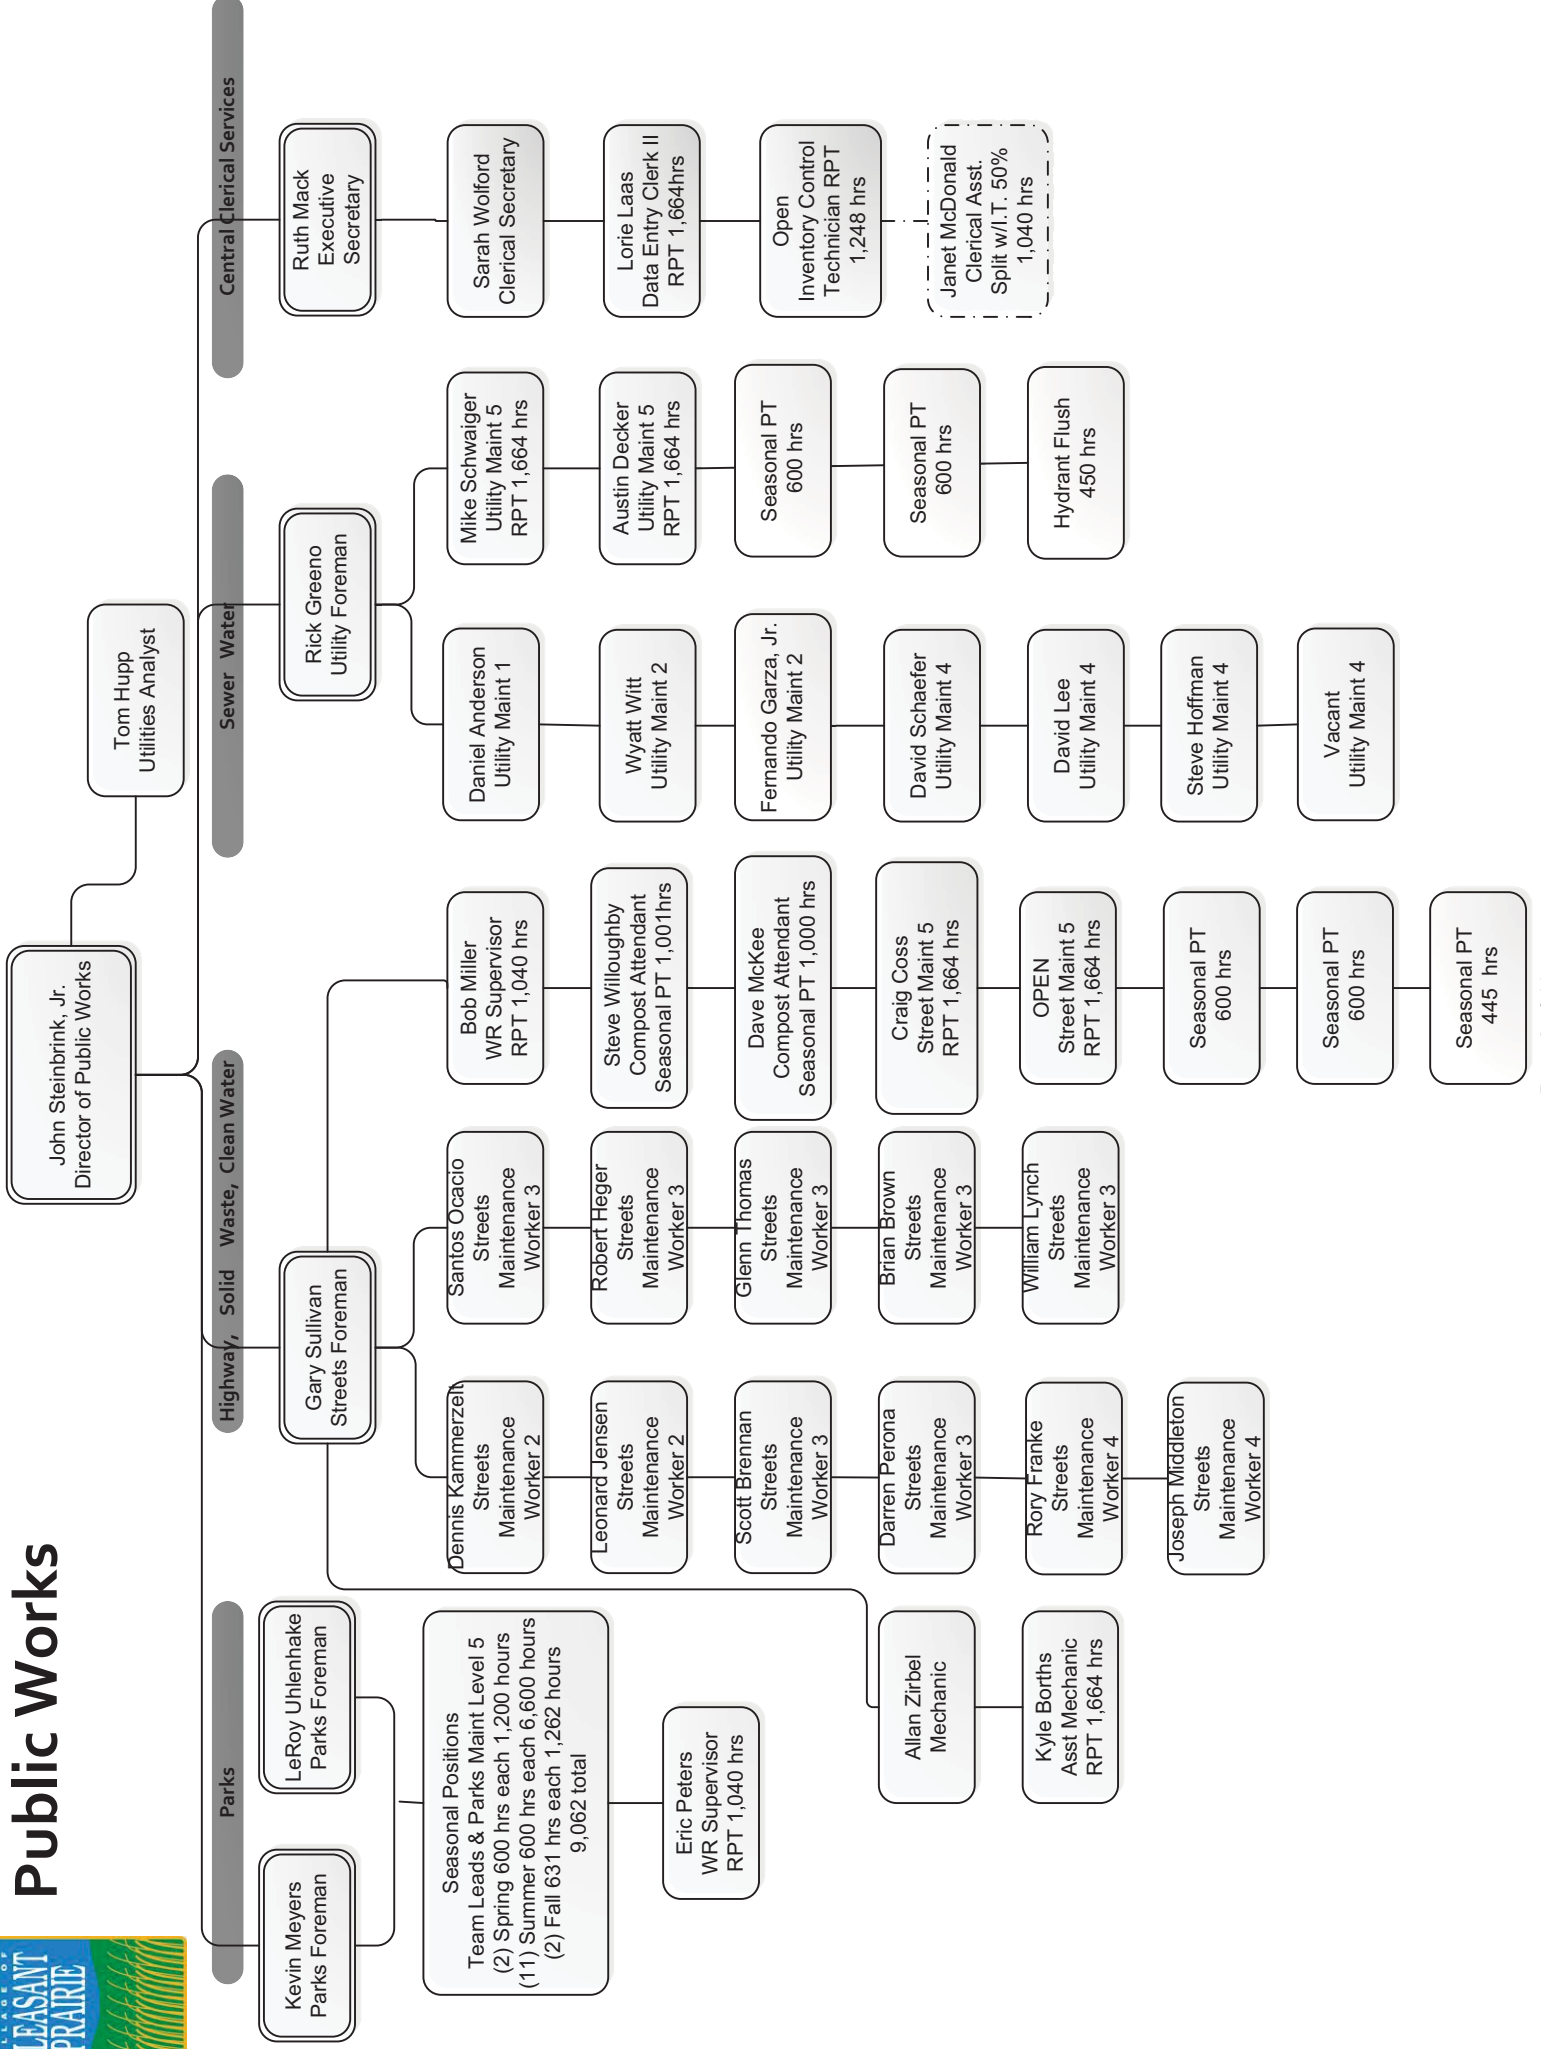 Public Works
LLAGE OF
LEASANT
PRAIRIE
John Steinbrink, Jr.
Director of Public Works
Tom Hupp
Utilities Analyst
Parks
Highway, Solid Waste, Clean Water
Sewer Water
Central Clerical Services
Kevin Meyers
Parks Foreman
LeRoy Uhlenhake
Parks Foreman
Seasonal Positions
Team Leads & Parks Maint Level 5
(2) Spring 600 hrs each 1,200 hours
(11) Summer 600 hrs each 6,600 hours
(2) Fall 631 hrs each 1,262 hours
9,062 total
Eric Peters
WR Supervisor
RPT 1,040 hrs
Gary Sullivan
Streets Foreman
Allan Zirbel
Mechanic
Kyle Borths
Asst Mechanic
RPT 1,664 hrs
Dennis Kammerzelt
Streets
Maintenance
Worker 2
Leonard Jensen
Streets
Maintenance
Worker 2
Scott Brennan
Streets
Maintenance
Worker 3
Darren Perona
Streets
Maintenance
Worker 3
Rory Franke
Streets
Maintenance
Worker 4
Joseph Middleton
Streets
Maintenance
Worker 4
Santos Ocacio
Streets
Maintenance
Worker 3
Robert Heger
Streets
Maintenance
Worker 3
Glenn Thomas
Streets
Maintenance
Worker 3
Brian Brown
Streets
Maintenance
Worker 3
William Lynch
Streets
Maintenance
Worker 3
Bob Miller
WR Supervisor
RPT 1,040 hrs
Steve Willoughby
Compost Attendant
Seasonal PT 1,001hrs
Dave McKee
Compost Attendant
Seasonal PT 1,000 hrs
Craig Coss
Street Maint 5
RPT 1,664 hrs
OPEN
Street Maint 5
RPT 1,664 hrs
Seasonal PT
600 hrs
Seasonal PT
600 hrs
Seasonal PT
445 hrs
Rick Greeno
Utility Foreman
Daniel Anderson
Utility Maint 1
Wyatt Witt
Utility Maint 2
Fernando Garza, Jr.
Utility Maint 2
David Schaefer
Utility Maint 4
David Lee
Utility Maint 4
Steve Hoffman
Utility Maint 4
Vacant
Utility Maint 4
Mike Schwaiger
Utility Maint 5
RPT 1,664 hrs
Austin Decker
Utility Maint 5
RPT 1,664 hrs
Seasonal PT
600 hrs
Seasonal PT
600 hrs
Hydrant Flush
450 hrs
Ruth Mack
Executive
Secretary
Sarah Wolford
Clerical Secretary
Lorie Laas
Data Entry Clerk II
RPT 1,664hrs
Open
Inventory Control
Technician RPT
1,248 hrs
Janet McDonald
Clerical Asst.
Split w/I.T. 50%
1,040 hrs